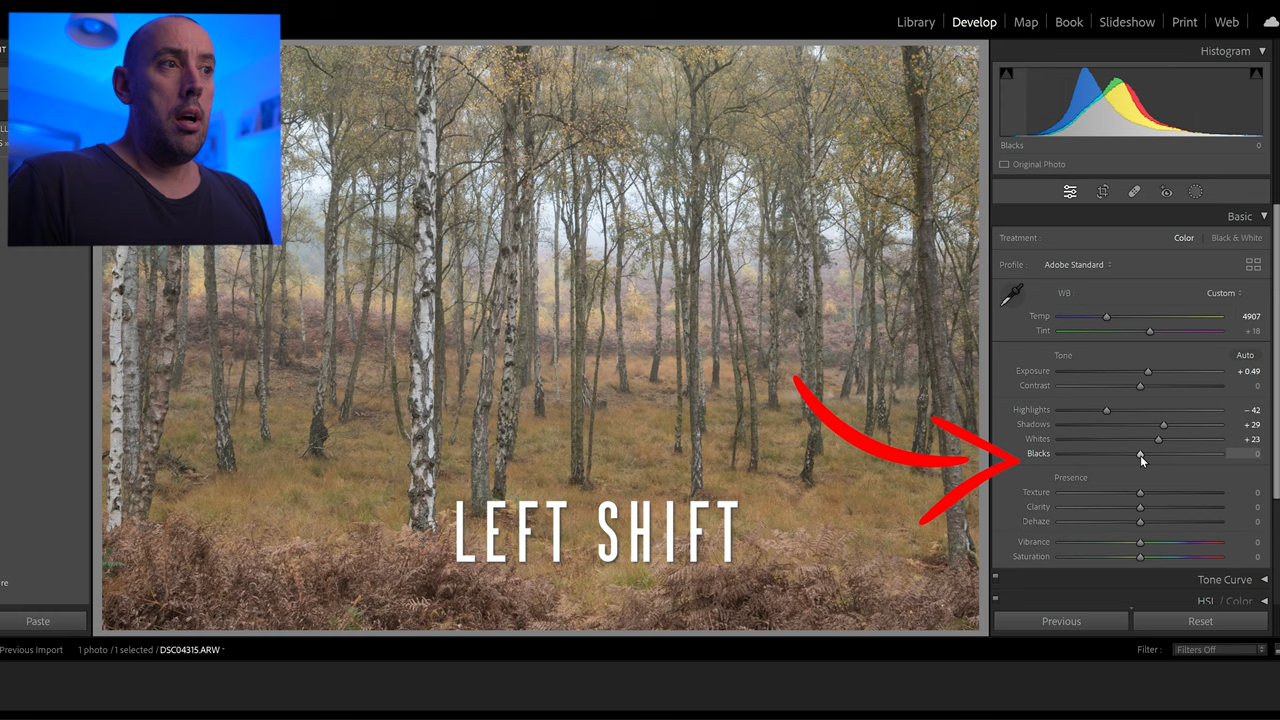 Library | Develop | Map | Book | Slideshow | Print | Web
Histogram
Blacks 0
Original Photo
Basic
Treatment : Color | Black & White
Profile : Adobe Standard
WB : Custom
Temp 4907
Tint + 18
Tone Auto
Exposure + 0.49
Contrast 0
Highlights − 42
Shadows + 29
Whites + 23
Blacks 0
Presence
Texture 0
Clarity 0
Dehaze 0
Vibrance 0
Saturation 0
Tone Curve
HSL / Color
LEFT SHIFT
re
Paste
Previous Reset
Previous Import 1 photo / 1 selected / DSC04315.ARW
Filter : Filters Off